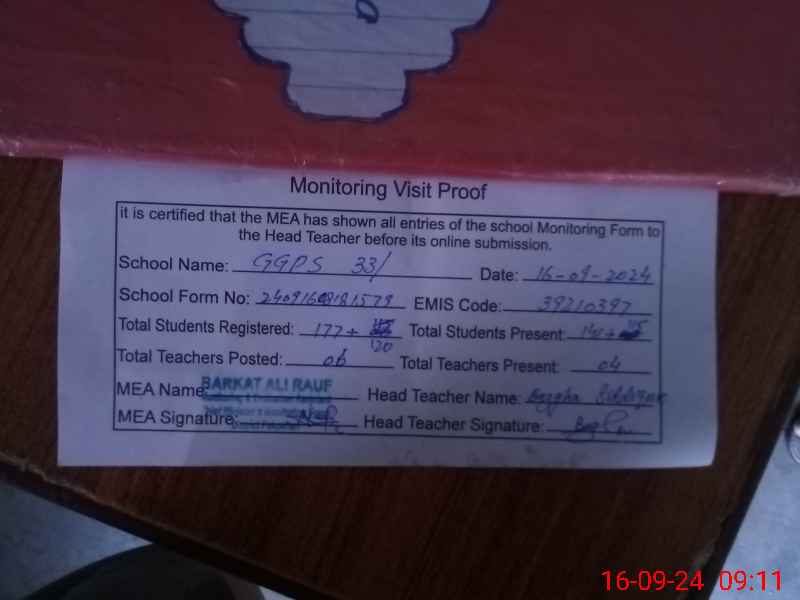 Monitoring Visit Proof
it is certified that the MEA has shown all entries of the school Monitoring Form to
the Head Teacher before its online submission.
School Name: GGPS 33/ Date: 16-09-2024
School Form No: EMIS Code: 39210397
Total Students Registered: 177+ Total Students Present:
120
Total Teachers Posted: 06 Total Teachers Present: 04
MEA Name: BARKAT ALI RAUF Head Teacher Name:
MEA Signature: Head Teacher Signature:
16-09-24 09:11